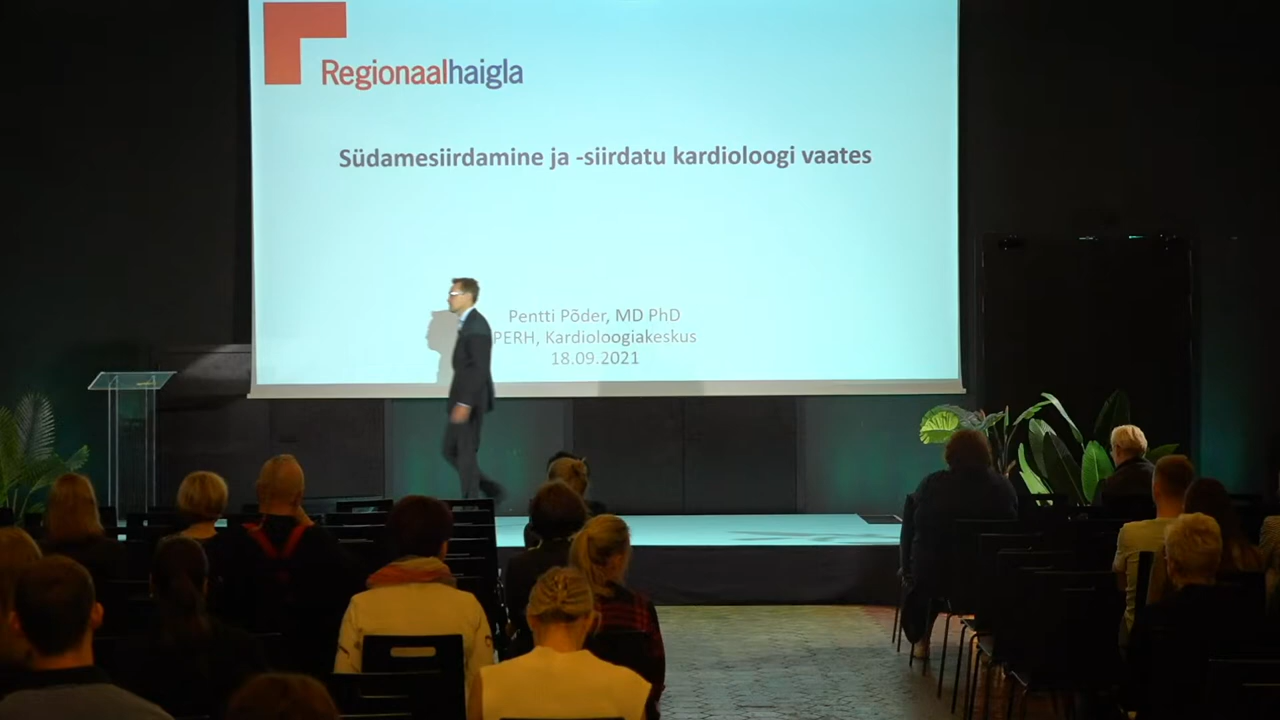 Regionaalhaigla
Südamesiirdamine ja -siirdatu kardioloogi vaates
Pentti Põder, MD PhD
PERH, Kardioloogiakeskus
18.09.2021